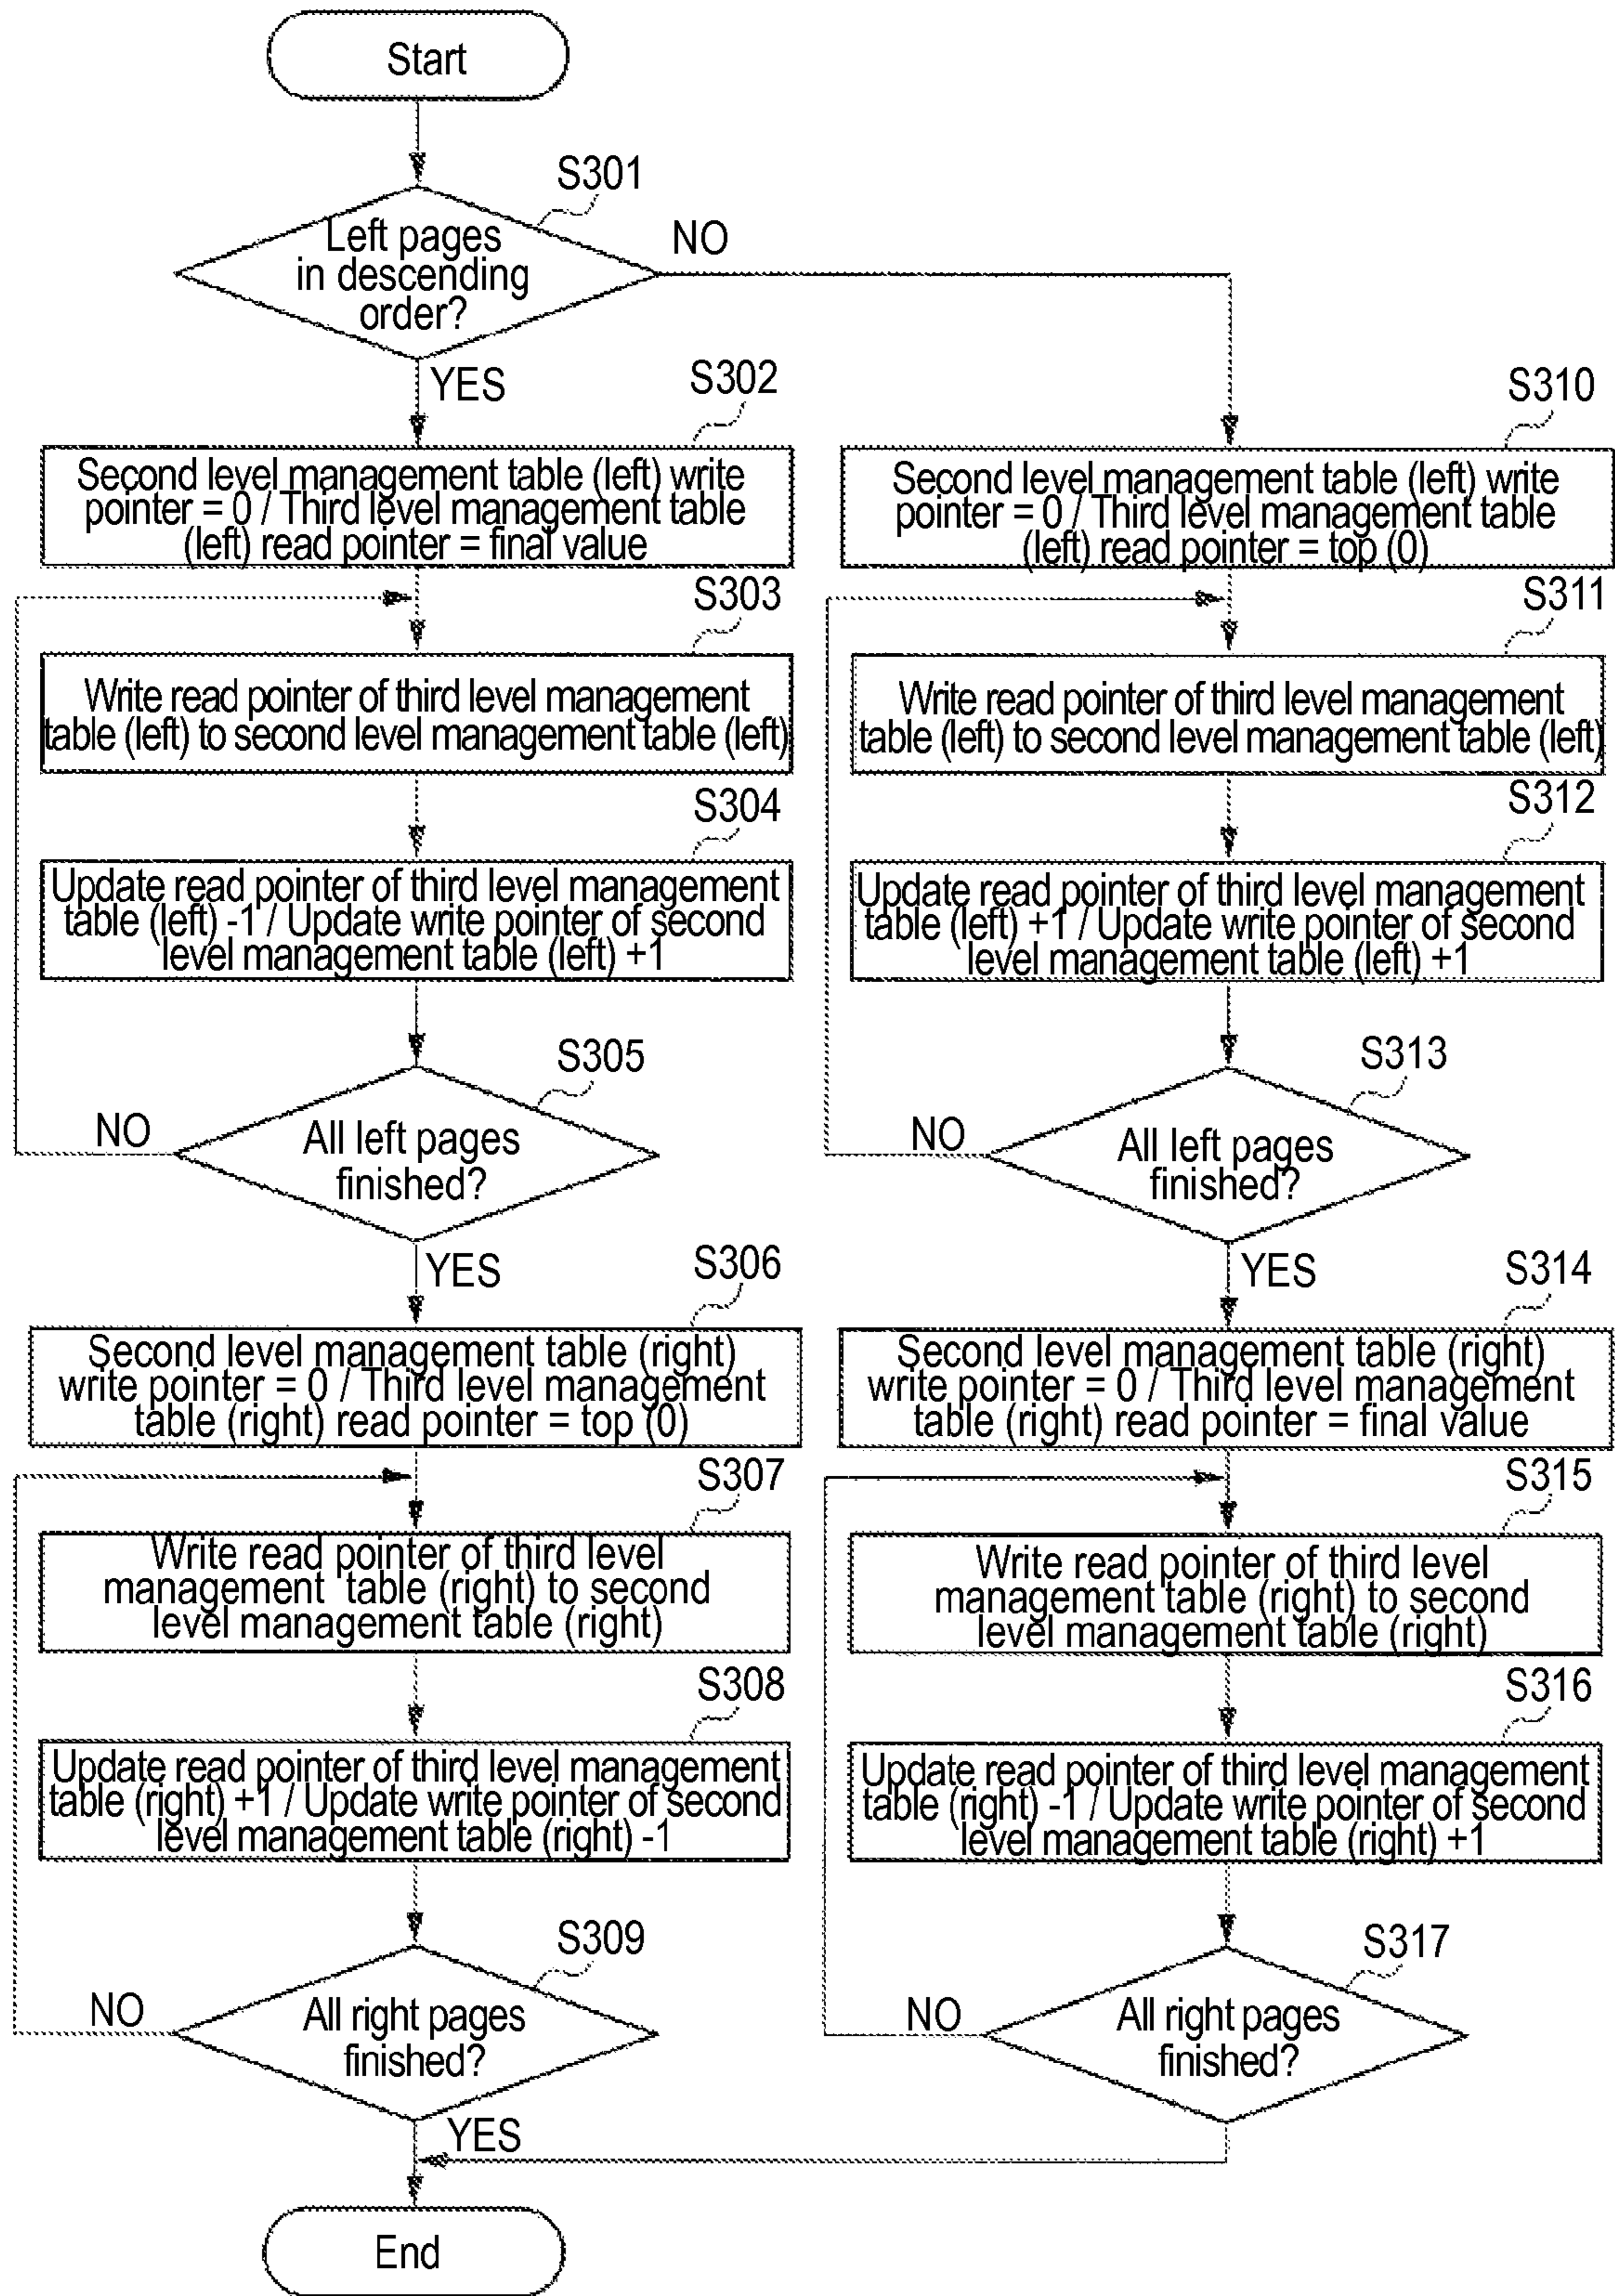 Start
S301
Left pages
in descending
order?
NO
YES
S302
Second level management table (left) write
pointer = 0 / Third level management table
(left) read pointer = final value
S310
Second level management table (left) write
pointer = 0 / Third level management table
(left) read pointer = top (0)
S303
Write read pointer of third level management
table (left) to second level management table (left)
S311
Write read pointer of third level management
table (left) to second level management table (left)
S304
Update read pointer of third level management
table (left) -1 / Update write pointer of second
level management table (left) +1
S312
Update read pointer of third level management
table (left) +1 / Update write pointer of second
level management table (left) +1
S305
All left pages
finished?
NO
YES
S313
All left pages
finished?
NO
YES
S306
Second level management table (right)
write pointer = 0 / Third level management
table (right) read pointer = top (0)
S314
Second level management table (right)
write pointer = 0 / Third level management
table (right) read pointer = final value
S307
Write read pointer of third level
management table (right) to second
level management table (right)
S315
Write read pointer of third level
management table (right) to second
level management table (right)
S308
Update read pointer of third level management
table (right) +1 / Update write pointer of second
level management table (right) -1
S316
Update read pointer of third level management
table (right) -1 / Update write pointer of second
level management table (right) +1
S309
All right pages
finished?
NO
YES
S317
All right pages
finished?
NO
End